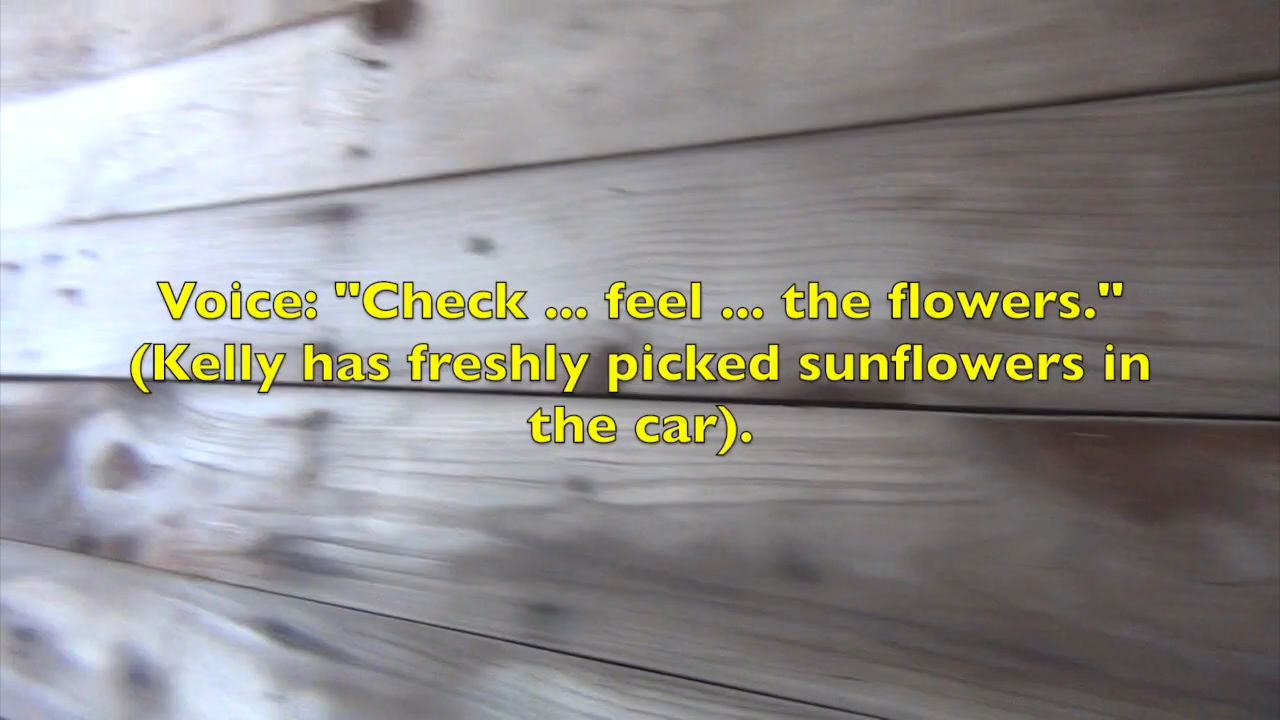 Voice: "Check ... feel ... the flowers."
(Kelly has freshly picked sunflowers in
the car).